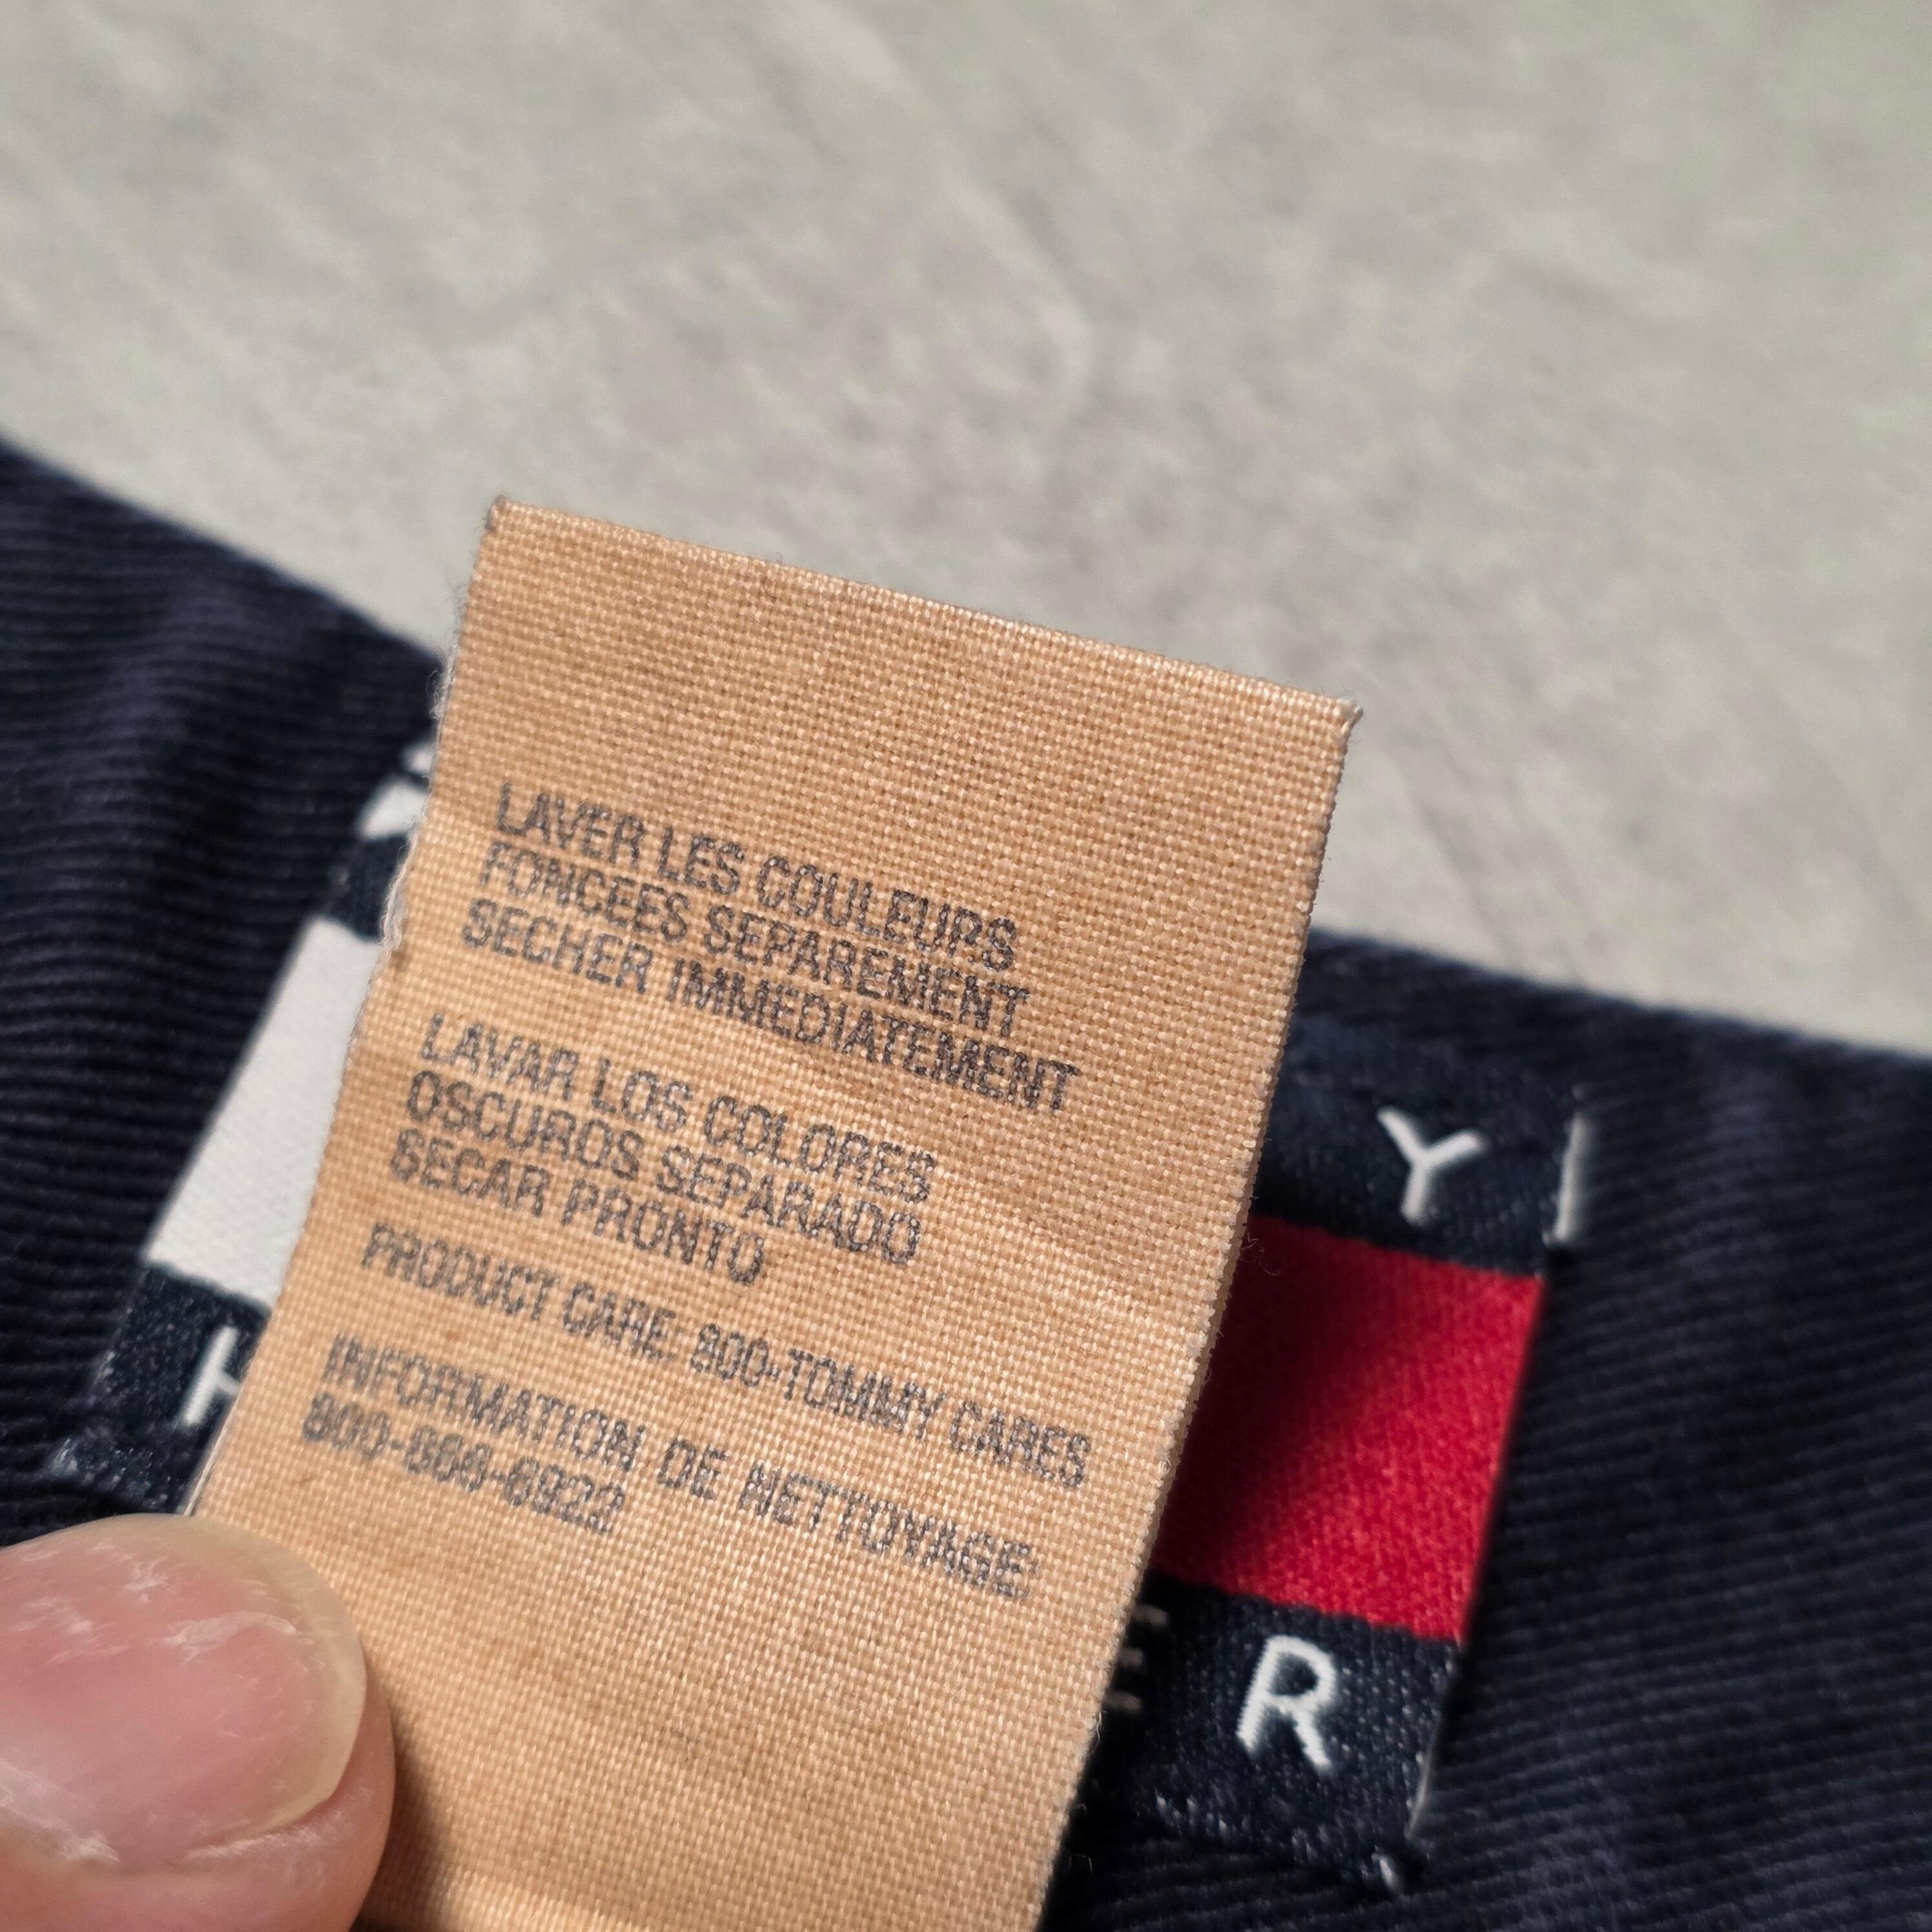 LAVER LES COULEURS
FONCEES SEPAREMENT
SECHER IMMEDIATEMENT
LAVAR LOS COLORES
OSCUROS SEPARADO
SECAR PRONTO
PRODUCT CARE: 800-TOMMY CARES
INFORMATION DE NETTOYAGE
800-866-6922
Y
H
E R